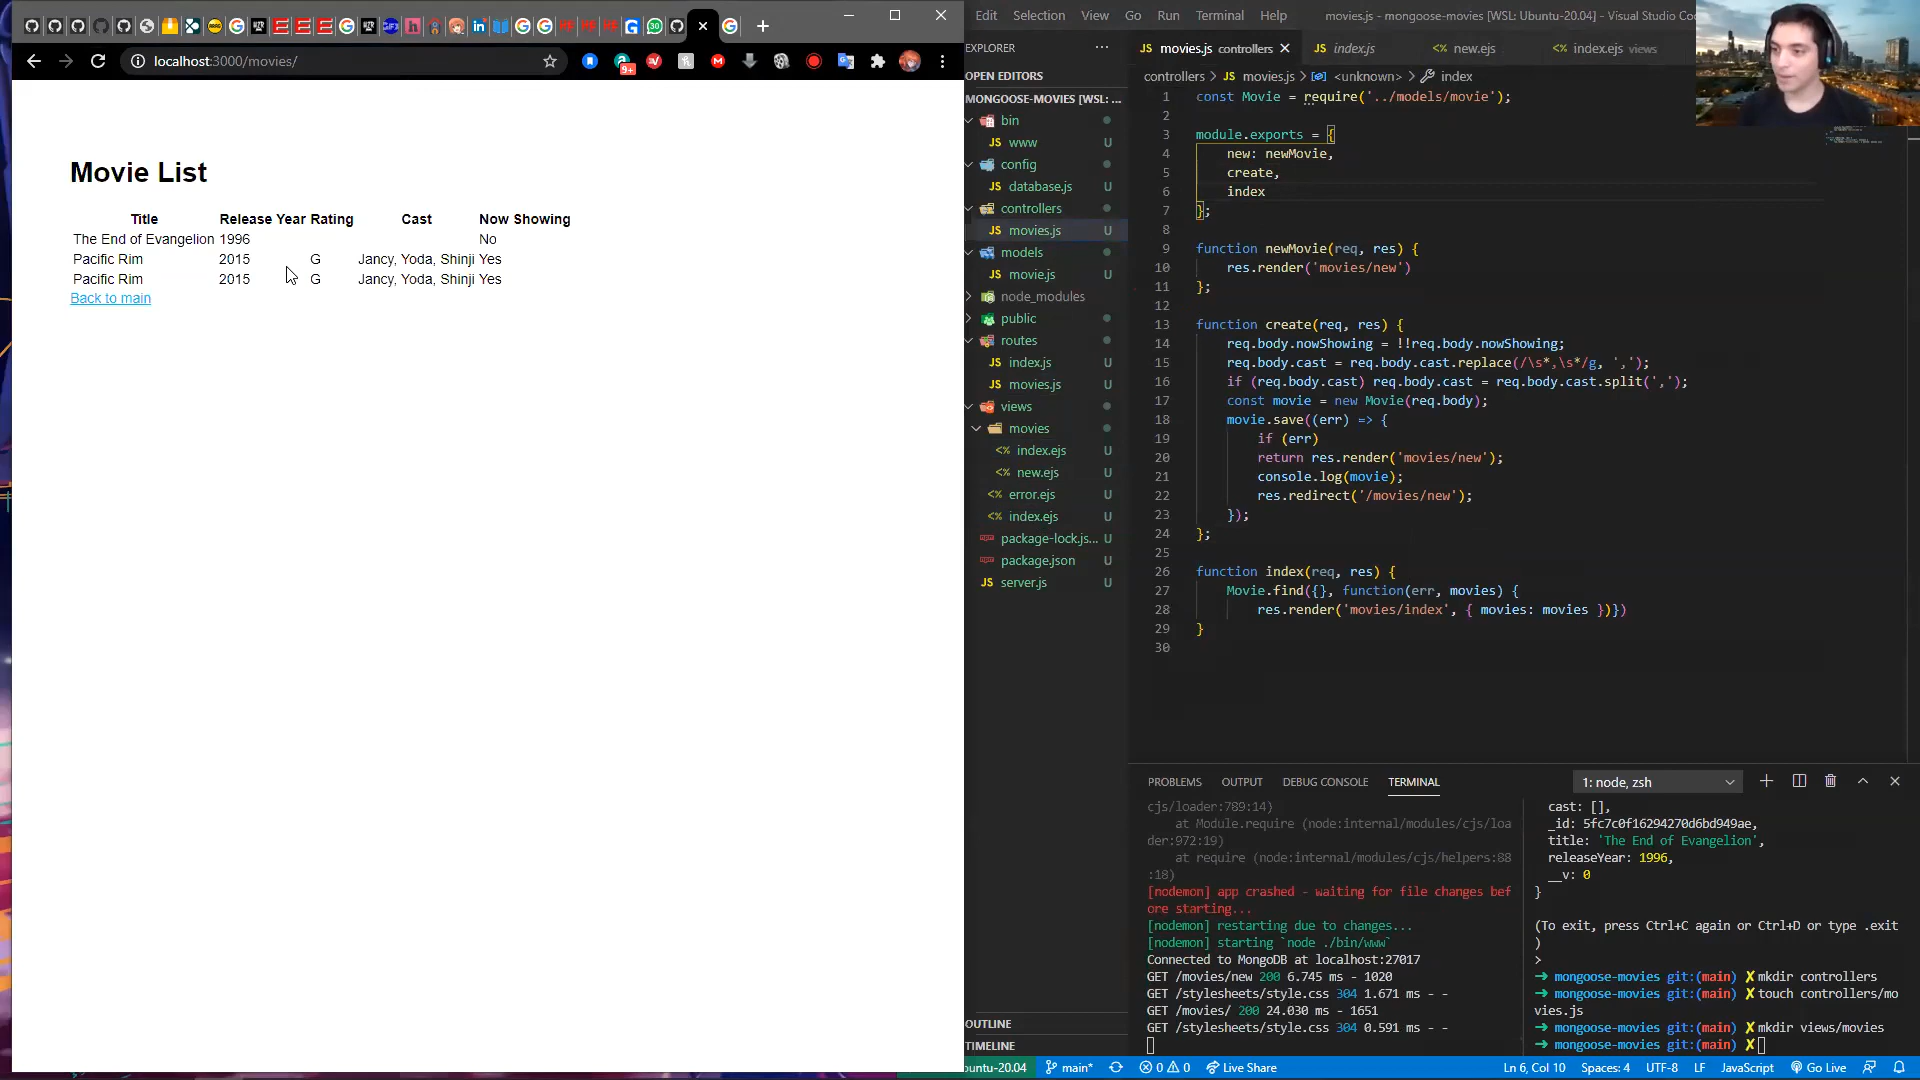 localhost:3000/movies/
9+
Movie List
Title Release Year Rating Cast Now Showing
The End of Evangelion 1996 No
Pacific Rim 2015 G Jancy, Yoda, Shinji Yes
Pacific Rim 2015 G Jancy, Yoda, Shinji Yes
Back to main
Edit Selection View Go Run Terminal Help movies.js - mongoose-movies [WSL: Ubuntu-20.04] - Visual Studio
EXPLORER ···
OPEN EDITORS
MONGOOSE-MOVIES [WSL: ...
bin
JS www U
config
JS database.js U
controllers
JS movies.js U
models
JS movie.js U
node_modules
public
routes
JS index.js U
JS movies.js U
views
movies
<% index.ejs U
<% new.ejs U
<% error.ejs U
<% index.ejs U
package-lock.js... U
package.json U
JS server.js U
OUTLINE
TIMELINE
JS movies.js controllers JS index.js <% new.ejs <% index.ejs views
controllers > JS movies.js > <unknown> > index
1 const Movie = require('../models/movie');
2
3 module.exports = {
4 new: newMovie,
5 create,
6 index
7 };
8
9 function newMovie(req, res) {
10 res.render('movies/new')
11 };
12
13 function create(req, res) {
14 req.body.nowShowing = !!req.body.nowShowing;
15 req.body.cast = req.body.cast.replace(/\s*,\s*/g, ',');
16 if (req.body.cast) req.body.cast = req.body.cast.split(',');
17 const movie = new Movie(req.body);
18 movie.save((err) => {
19 if (err)
20 return res.render('movies/new');
21 console.log(movie);
22 res.redirect('/movies/new');
23 });
24 };
25
26 function index(req, res) {
27 Movie.find({}, function(err, movies) {
28 res.render('movies/index', { movies: movies })})
29 }
30
PROBLEMS OUTPUT DEBUG CONSOLE TERMINAL 1: node, zsh
cjs/loader:789:14)
at Module.require (node:internal/modules/cjs/loa
der:972:19)
at require (node:internal/modules/cjs/helpers:88
:18)
[nodemon] app crashed - waiting for file changes bef
ore starting...
[nodemon] restarting due to changes...
[nodemon] starting `node ./bin/www`
Connected to MongoDB at localhost:27017
GET /movies/new 200 6.745 ms - 1020
GET /stylesheets/style.css 304 1.671 ms - -
GET /movies/ 200 24.030 ms - 1651
GET /stylesheets/style.css 304 0.591 ms - -
cast: [],
_id: 5fc7c0f16294270d6bd949ae,
title: 'The End of Evangelion',
releaseYear: 1996,
__v: 0
}
(To exit, press Ctrl+C again or Ctrl+D or type .exit
)
>
→ mongoose-movies git:(main) ✗ mkdir controllers
→ mongoose-movies git:(main) ✗ touch controllers/mo
vies.js
→ mongoose-movies git:(main) ✗ mkdir views/movies
→ mongoose-movies git:(main) ✗
buntu-20.04 main* 0 0 Live Share Ln 6, Col 10 Spaces: 4 UTF-8 LF JavaScript Go Live